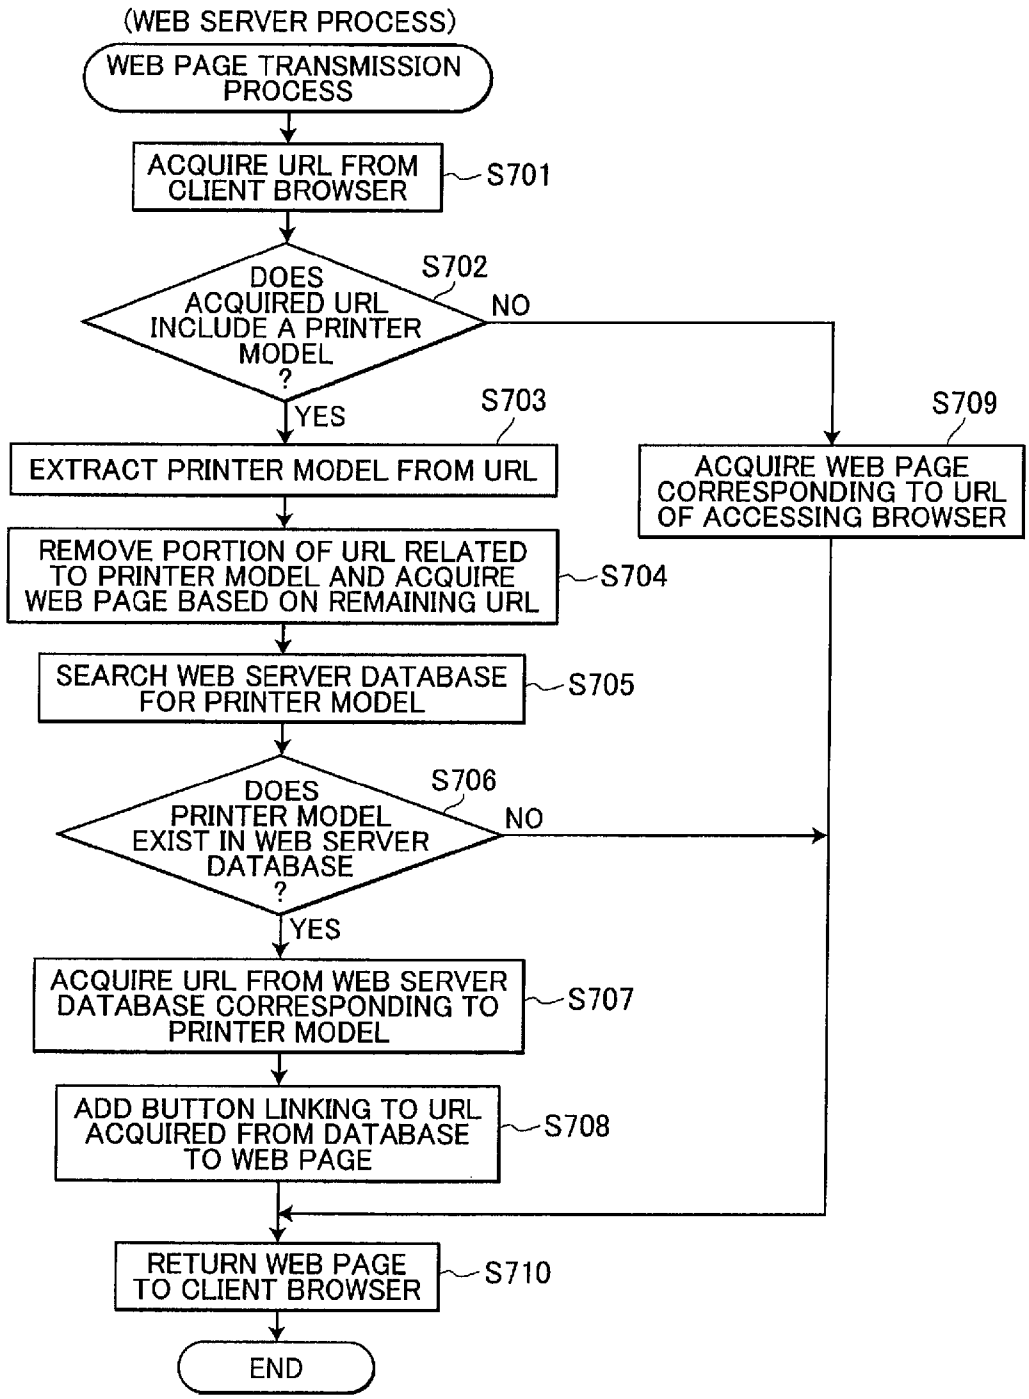 (WEB SERVER PROCESS)
WEB PAGE TRANSMISSION
PROCESS
ACQUIRE URL FROM
CLIENT BROWSER
S701
DOES
ACQUIRED URL
INCLUDE A PRINTER
MODEL
?
S702
NO
YES
S703
EXTRACT PRINTER MODEL FROM URL
S709
ACQUIRE WEB PAGE
CORRESPONDING TO URL
OF ACCESSING BROWSER
REMOVE PORTION OF URL RELATED
TO PRINTER MODEL AND ACQUIRE
WEB PAGE BASED ON REMAINING URL
S704
SEARCH WEB SERVER DATABASE
FOR PRINTER MODEL
S705
DOES
PRINTER MODEL
EXIST IN WEB SERVER
DATABASE
?
S706
NO
YES
ACQUIRE URL FROM WEB SERVER
DATABASE CORRESPONDING TO
PRINTER MODEL
S707
ADD BUTTON LINKING TO URL
ACQUIRED FROM DATABASE
TO WEB PAGE
S708
RETURN WEB PAGE
TO CLIENT BROWSER
S710
END